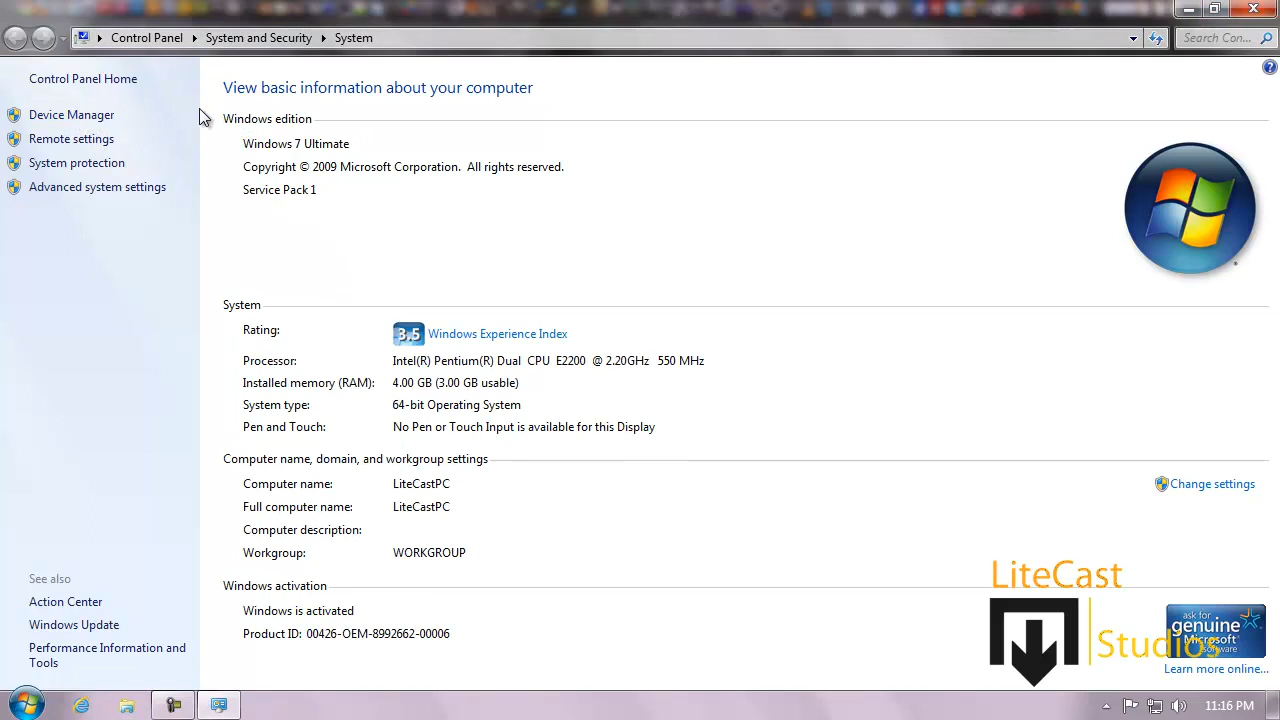 Control Panel System and Security System
Search Con...
Control Panel Home
Device Manager
Remote settings
System protection
Advanced system settings
See also
Action Center
Windows Update
Performance Information and
Tools
View basic information about your computer
Windows edition
Windows 7 Ultimate
Copyright © 2009 Microsoft Corporation.  All rights reserved.
Service Pack 1
System
Rating: 3.5 Windows Experience Index
Processor: Intel(R) Pentium(R) Dual  CPU  E2200  @ 2.20GHz  550 MHz
Installed memory (RAM): 4.00 GB (3.00 GB usable)
System type: 64-bit Operating System
Pen and Touch: No Pen or Touch Input is available for this Display
Computer name, domain, and workgroup settings
Computer name: LiteCastPC
Change settings
Full computer name: LiteCastPC
Computer description:
Workgroup: WORKGROUP
Windows activation
Windows is activated
Product ID: 00426-OEM-8992662-00006
LiteCast
Studios
ask for
genuine
Microsoft
software
Learn more online...
11:16 PM